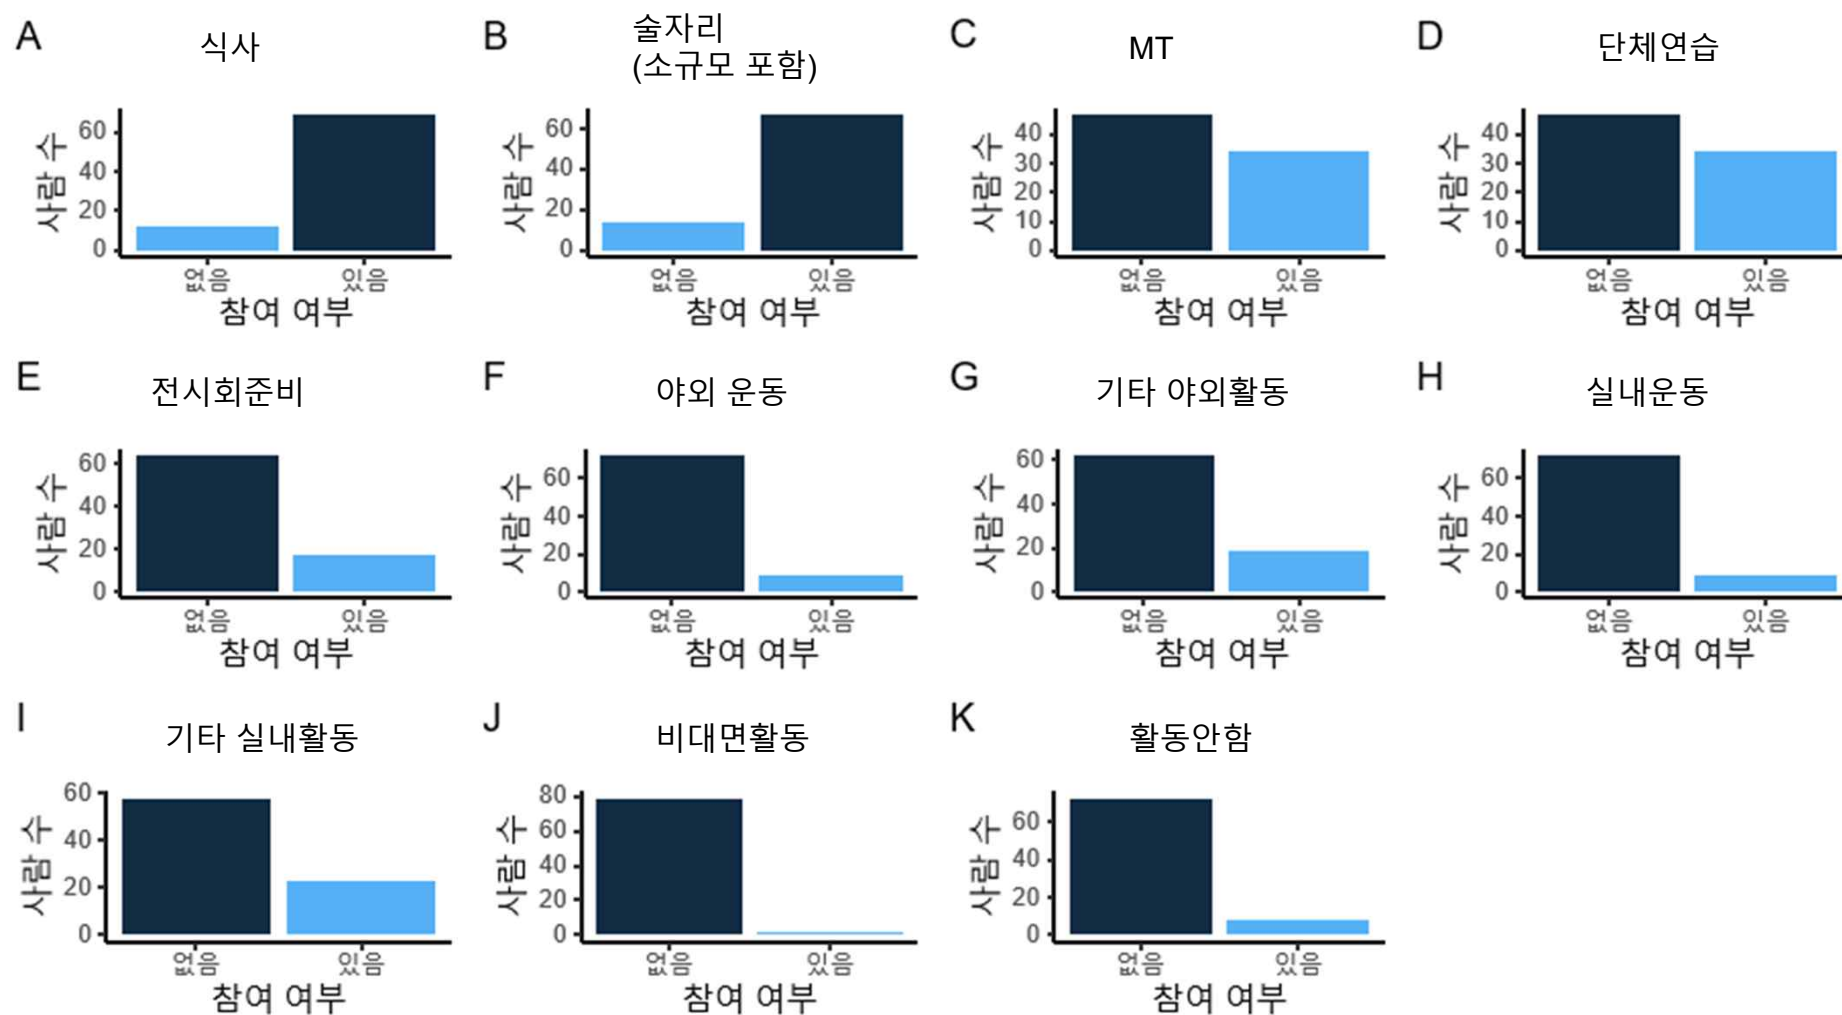 A
식사
60
40
20
0
사람 수
없음
있음
참여 여부
B
술자리
(소규모 포함)
60
40
20
0
사람 수
없음
있음
참여 여부
C
MT
40
30
20
10
0
사람 수
없음
있음
참여 여부
D
단체연습
40
30
20
10
0
사람 수
없음
있음
참여 여부
E
전시회준비
60
40
20
0
사람 수
없음
있음
참여 여부
F
야외 운동
60
40
20
0
사람 수
없음
있음
참여 여부
G
기타 야외활동
60
40
20
0
사람 수
없음
있음
참여 여부
H
실내운동
60
40
20
0
사람 수
없음
있음
참여 여부
I
기타 실내활동
60
40
20
0
사람 수
없음
있음
참여 여부
J
비대면활동
80
60
40
20
0
사람 수
없음
있음
참여 여부
K
활동안함
60
40
20
0
사람 수
없음
있음
참여 여부